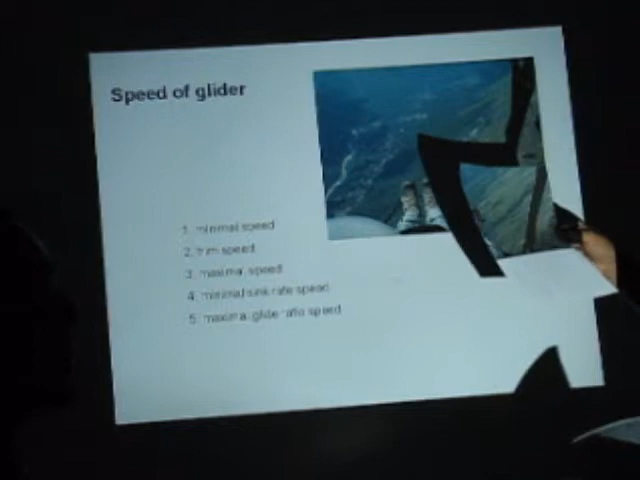 Speed of glider
1. minimal speed
2. trim speed
3. maximal speed
4. minimal sink rate speed
5. maximal glide ratio speed